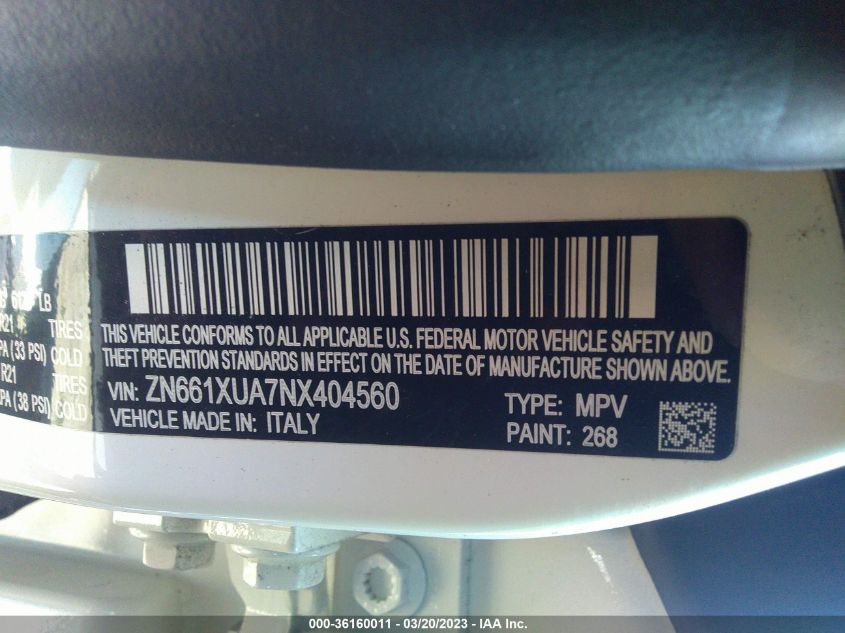 LB
R21 TIRES
PA (33 PSI) COLD
R21 TIRES
KPA (38 PSI) COLD
THIS VEHICLE CONFORMS TO ALL APPLICABLE U.S. FEDERAL MOTOR VEHICLE SAFETY AND
THEFT PREVENTION STANDARDS IN EFFECT ON THE DATE OF MANUFACTURE SHOWN ABOVE.
VIN: ZN661XUA7NX404560
VEHICLE MADE IN: ITALY
TYPE: MPV
PAINT: 268
000-36160011 - 03/20/2023 - IAA Inc.